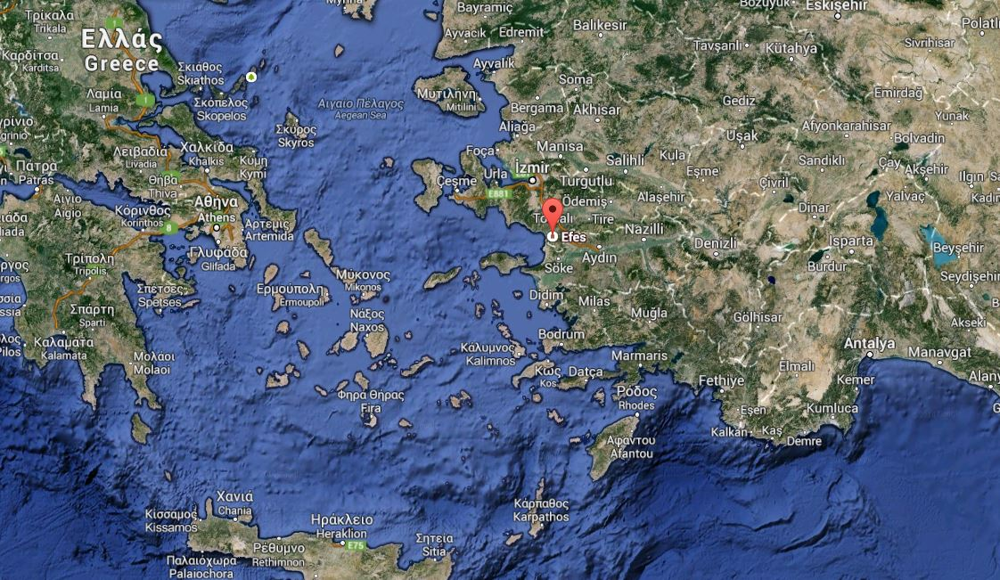 Τρίκαλα
Trikala
Καρδίτσα
Karditsa
Ελλάς
Greece
1
Λαμία
Lamia
1
Σκιάθος
Skiathos
Σκόπελος
Skopelos
Σκύρος
Skyros
Αιγαίο Πέλαγος
Aegean Sea
Μυτιλήνη
Mitilini
Bayramiç
Ayvacık
Edremit
Balıkesir
Ayvalık
Soma
Bergama
Akhisar
Aliağa
Manisa
Foça
Urla
İzmir
Çeşme
E881
Turgutlu
Salihli
Kula
Eşme
Alaşehir
Ödemiş
Tire
Efes
Nazilli
Aydın
Söke
Denizli
Didim
Milas
Muğla
Bodrum
Marmaris
Datça
Fethiye
Tavşanlı
Kütahya
Eskişehir
Sivrihisar
Gediz
Emirdağ
Yunak
Uşak
Afyonkarahisar
Bolvadin
Sandıklı
Çay
Akşehir
Çivril
Yalvaç
Dinar
Isparta
Burdur
Beyşehir
Gölhisar
Akseki
Antalya
Manavgat
Elmalı
Kemer
Kumluca
Eşen
Kalkan
Kaş
Demre
Λειβαδιά
Livadia
Χαλκίδα
Khalkis
Κύμη
Kymi
Θήβα
Thiva
Πάτρα
Patras
Αίγιο
Aigio
Κόρινθος
Korinthos
8
Αθήνα
Athens
Άρτεμις
Artemida
Γλυφάδα
Glifada
Τρίπολη
Tripolis
Σπέτσες
Spetses
Σπάρτη
Sparti
Καλαμάτα
Kalamata
Μολάοι
Molaoi
Ερμούπολη
Ermoupoli
Μύκονος
Mikonos
Νάξος
Naxos
Φηρά Θήρας
Fira
Κάλυμνος
Kalimnos
Κως
Kos
Ρόδος
Rhodes
Αφάντου
Afantou
Κάρπαθος
Karpathos
Χανιά
Chania
Κίσσαμος
Kissamos
Ηράκλειο
Heraklion
E75
Ρέθυμνο
Rethimnon
Σητεία
Sitia
Παλαιόχωρα
Palaiochora